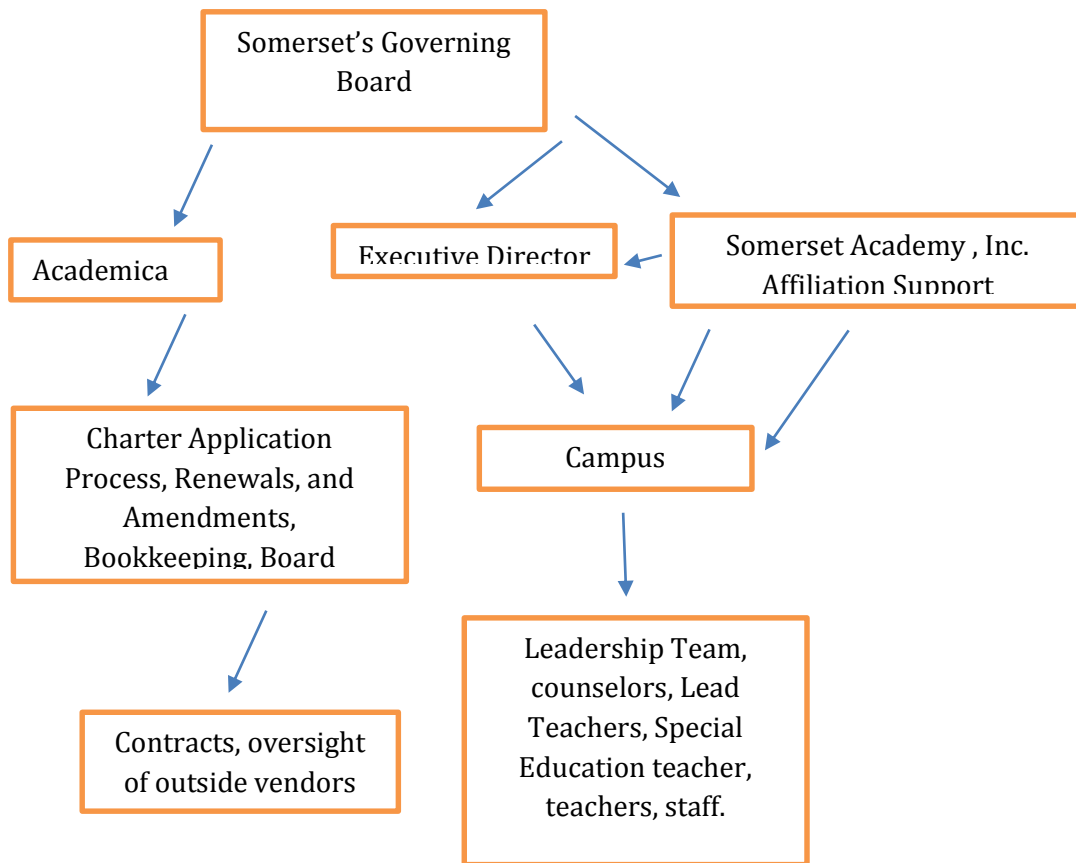 Somerset’s Governing
Board
Academica
Executive Director
Somerset Academy , Inc.
Affiliation Support
Charter Application
Process, Renewals, and
Amendments,
Bookkeeping, Board
Campus
Contracts, oversight
of outside vendors
Leadership Team,
counselors, Lead
Teachers, Special
Education teacher,
teachers, staff.